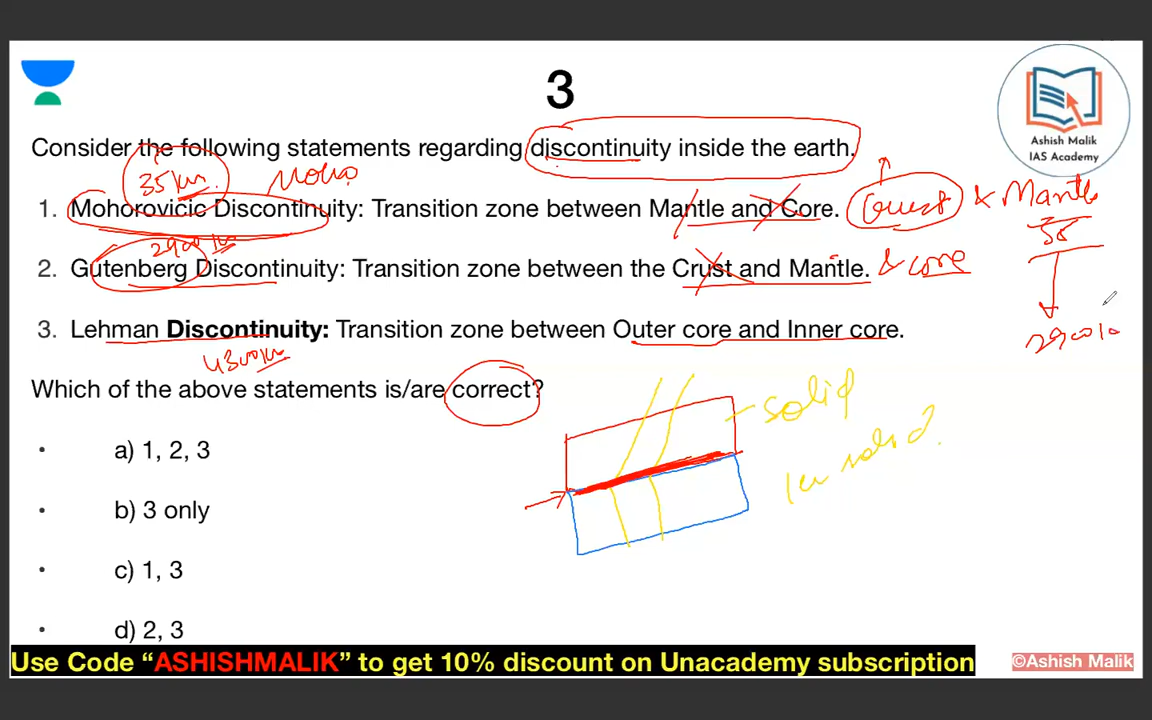 3
Ashish Malik
IAS Academy
Consider the following statements regarding discontinuity inside the earth.
35 km. Moho
1. Mohorovicic Discontinuity: Transition zone between Mantle and Core. Crust & Mantle
35
2900 km
2. Gutenberg Discontinuity: Transition zone between the Crust and Mantle. & core
3. Lehman Discontinuity: Transition zone between Outer core and Inner core.
2900 k
Which of the above statements is/are correct?
solid
a) 1, 2, 3
b) 3 only
c) 1, 3
d) 2, 3
Use Code “ASHISHMALIK” to get 10% discount on Unacademy subscription
©Ashish Malik